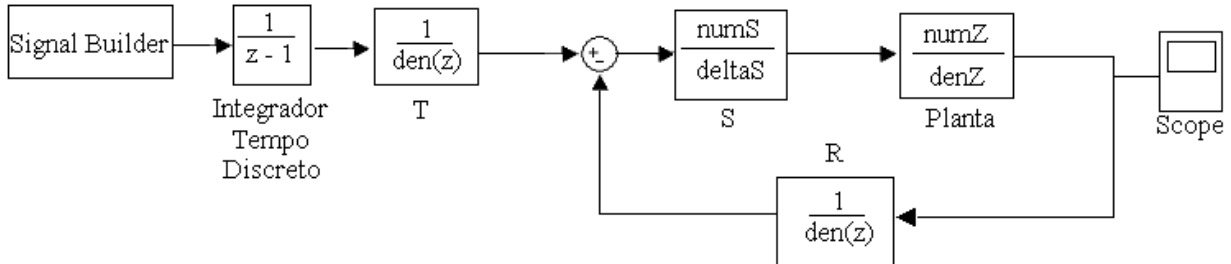 Signal Builder
1
z - 1
Integrador
Tempo
Discreto
1
den(z)
T
+
-
numS
deltaS
S
numZ
denZ
Planta
Scope
R
1
den(z)